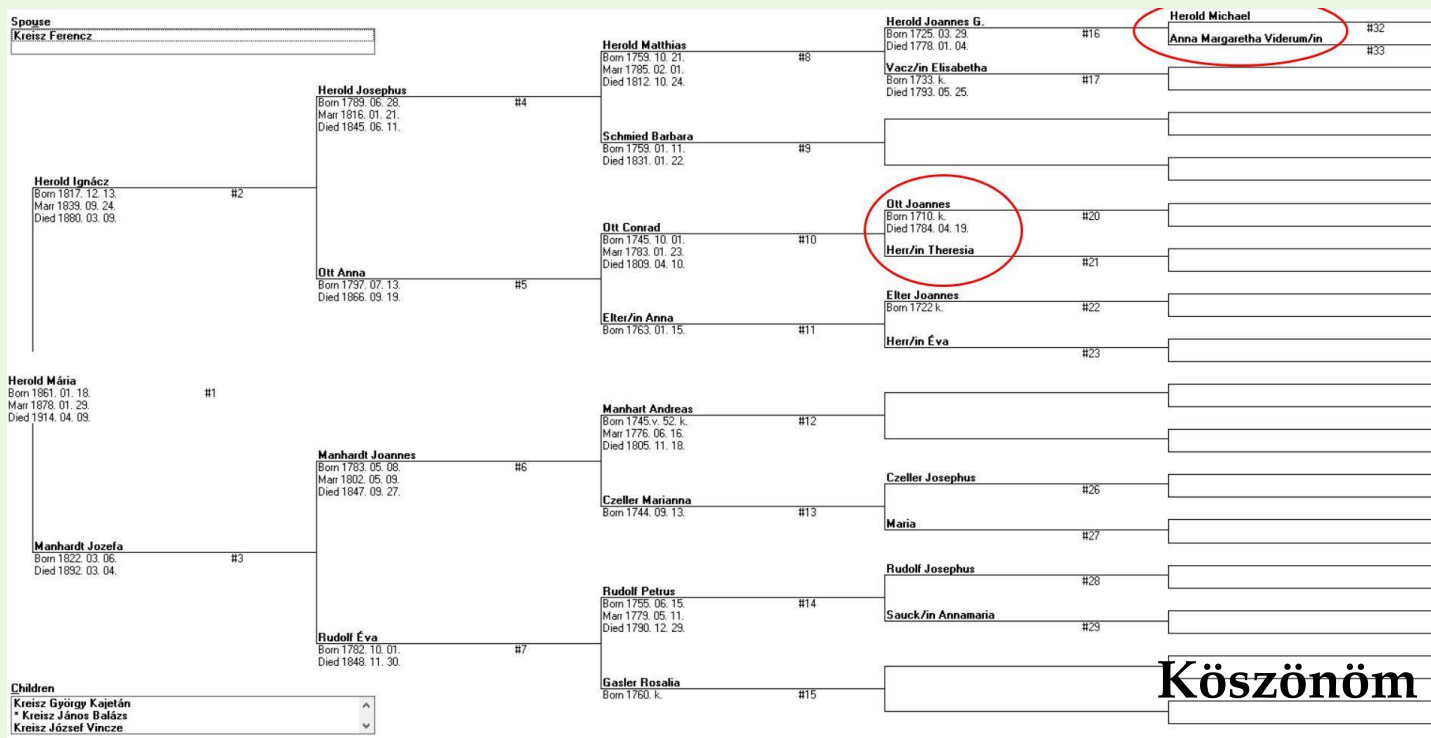 Spouse
Kreisz Ferencz
Herold Mária
Born 1861. 01. 18.
Marr 1878. 01. 29.
Died 1914. 04. 09.
#1
Children
Kreisz György Kajetán
* Kreisz János Balázs
Kreisz József Vincze
Herold Ignácz
Born 1817. 12. 13.
Marr 1839. 09. 24.
Died 1880. 03. 09.
#2
Manhardt Jozefa
Born 1822. 03. 06.
Died 1892. 03. 04.
#3
Herold Josephus
Born 1789. 06. 28.
Marr 1816. 01. 21.
Died 1845. 06. 11.
#4
Ott Anna
Born 1797. 07. 13.
Died 1866. 09. 19.
#5
Manhardt Joannes
Born 1783. 05. 08.
Marr 1802. 05. 09.
Died 1847. 09. 27.
#6
Rudolf Éva
Born 1782. 10. 01.
Died 1848. 11. 30.
#7
Herold Matthias
Born 1759. 10. 21.
Marr 1785. 02. 01.
Died 1812. 10. 24.
#8
Schmied Barbara
Born 1759. 01. 11.
Died 1831. 01. 22.
#9
Ott Conrad
Born 1745. 10. 01.
Marr 1783. 01. 23.
Died 1809. 04. 10.
#10
Elter/in Anna
Born 1763. 01. 15.
#11
Manhart Andreas
Born 1745.v. 52. k.
Marr 1776. 06. 16.
Died 1805. 11. 18.
#12
Czeller Marianna
Born 1744. 09. 13.
#13
Rudolf Petrus
Born 1755. 06. 15.
Marr 1779. 05. 11.
Died 1790. 12. 29.
#14
Gasler Rosalia
Born 1760. k.
#15
Herold Joannes G.
Born 1725. 03. 29.
Died 1778. 01. 04.
#16
Vacz/in Elisabetha
Born 1733. k.
Died 1793. 05. 25.
#17
Ott Joannes
Born 1710. k.
Died 1784. 04. 19.
#20
Herr/in Theresia
#21
Elter Joannes
Born 1722 k.
#22
Herr/in Éva
#23
Czeller Josephus
#26
Maria
#27
Rudolf Josephus
#28
Sauck/in Annamaria
#29
Herold Michael
#32
Anna Margaretha Viderum/in
#33
Köszönöm